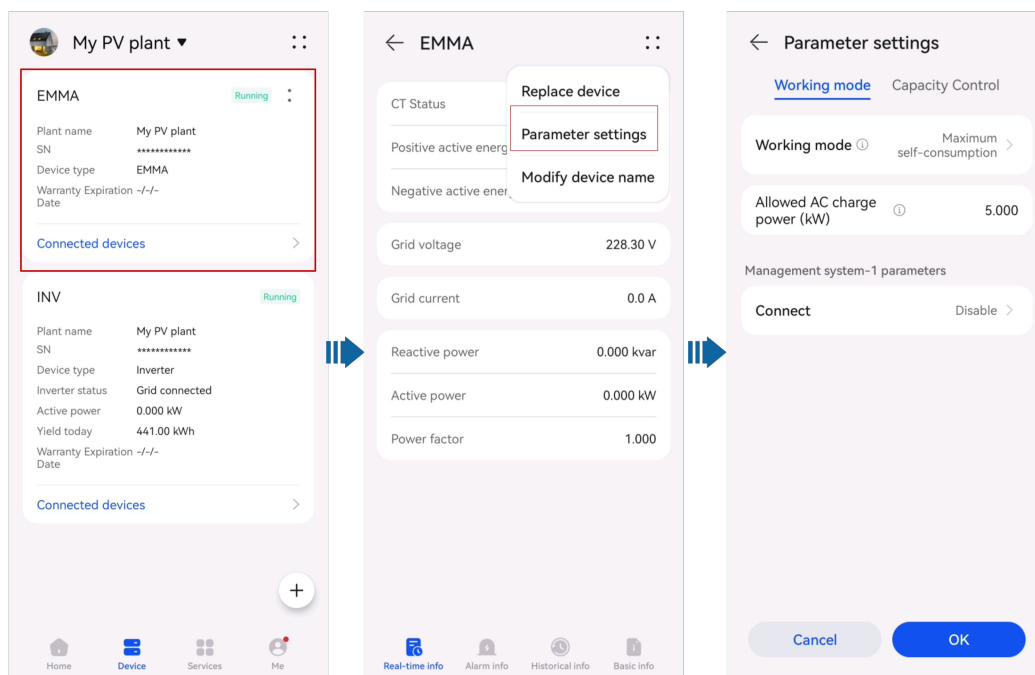 My PV plant ▼
EMMA
Running
Plant name My PV plant
SN ************
Device type EMMA
Warranty Expiration -/-/-
Date
Connected devices
INV
Running
Plant name My PV plant
SN ************
Device type Inverter
Inverter status Grid connected
Active power 0.000 kW
Yield today 441.00 kWh
Warranty Expiration -/-/-
Date
Connected devices
Home Device Services Me
EMMA
Replace device
Parameter settings
Modify device name
CT Status
Positive active energ
Negative active ener
Grid voltage 228.30 V
Grid current 0.0 A
Reactive power 0.000 kvar
Active power 0.000 kW
Power factor 1.000
Real-time info Alarm info Historical info Basic info
Parameter settings
Working mode Capacity Control
Working mode Maximum
self-consumption
Allowed AC charge
power (kW) 5.000
Management system-1 parameters
Connect Disable
Cancel OK